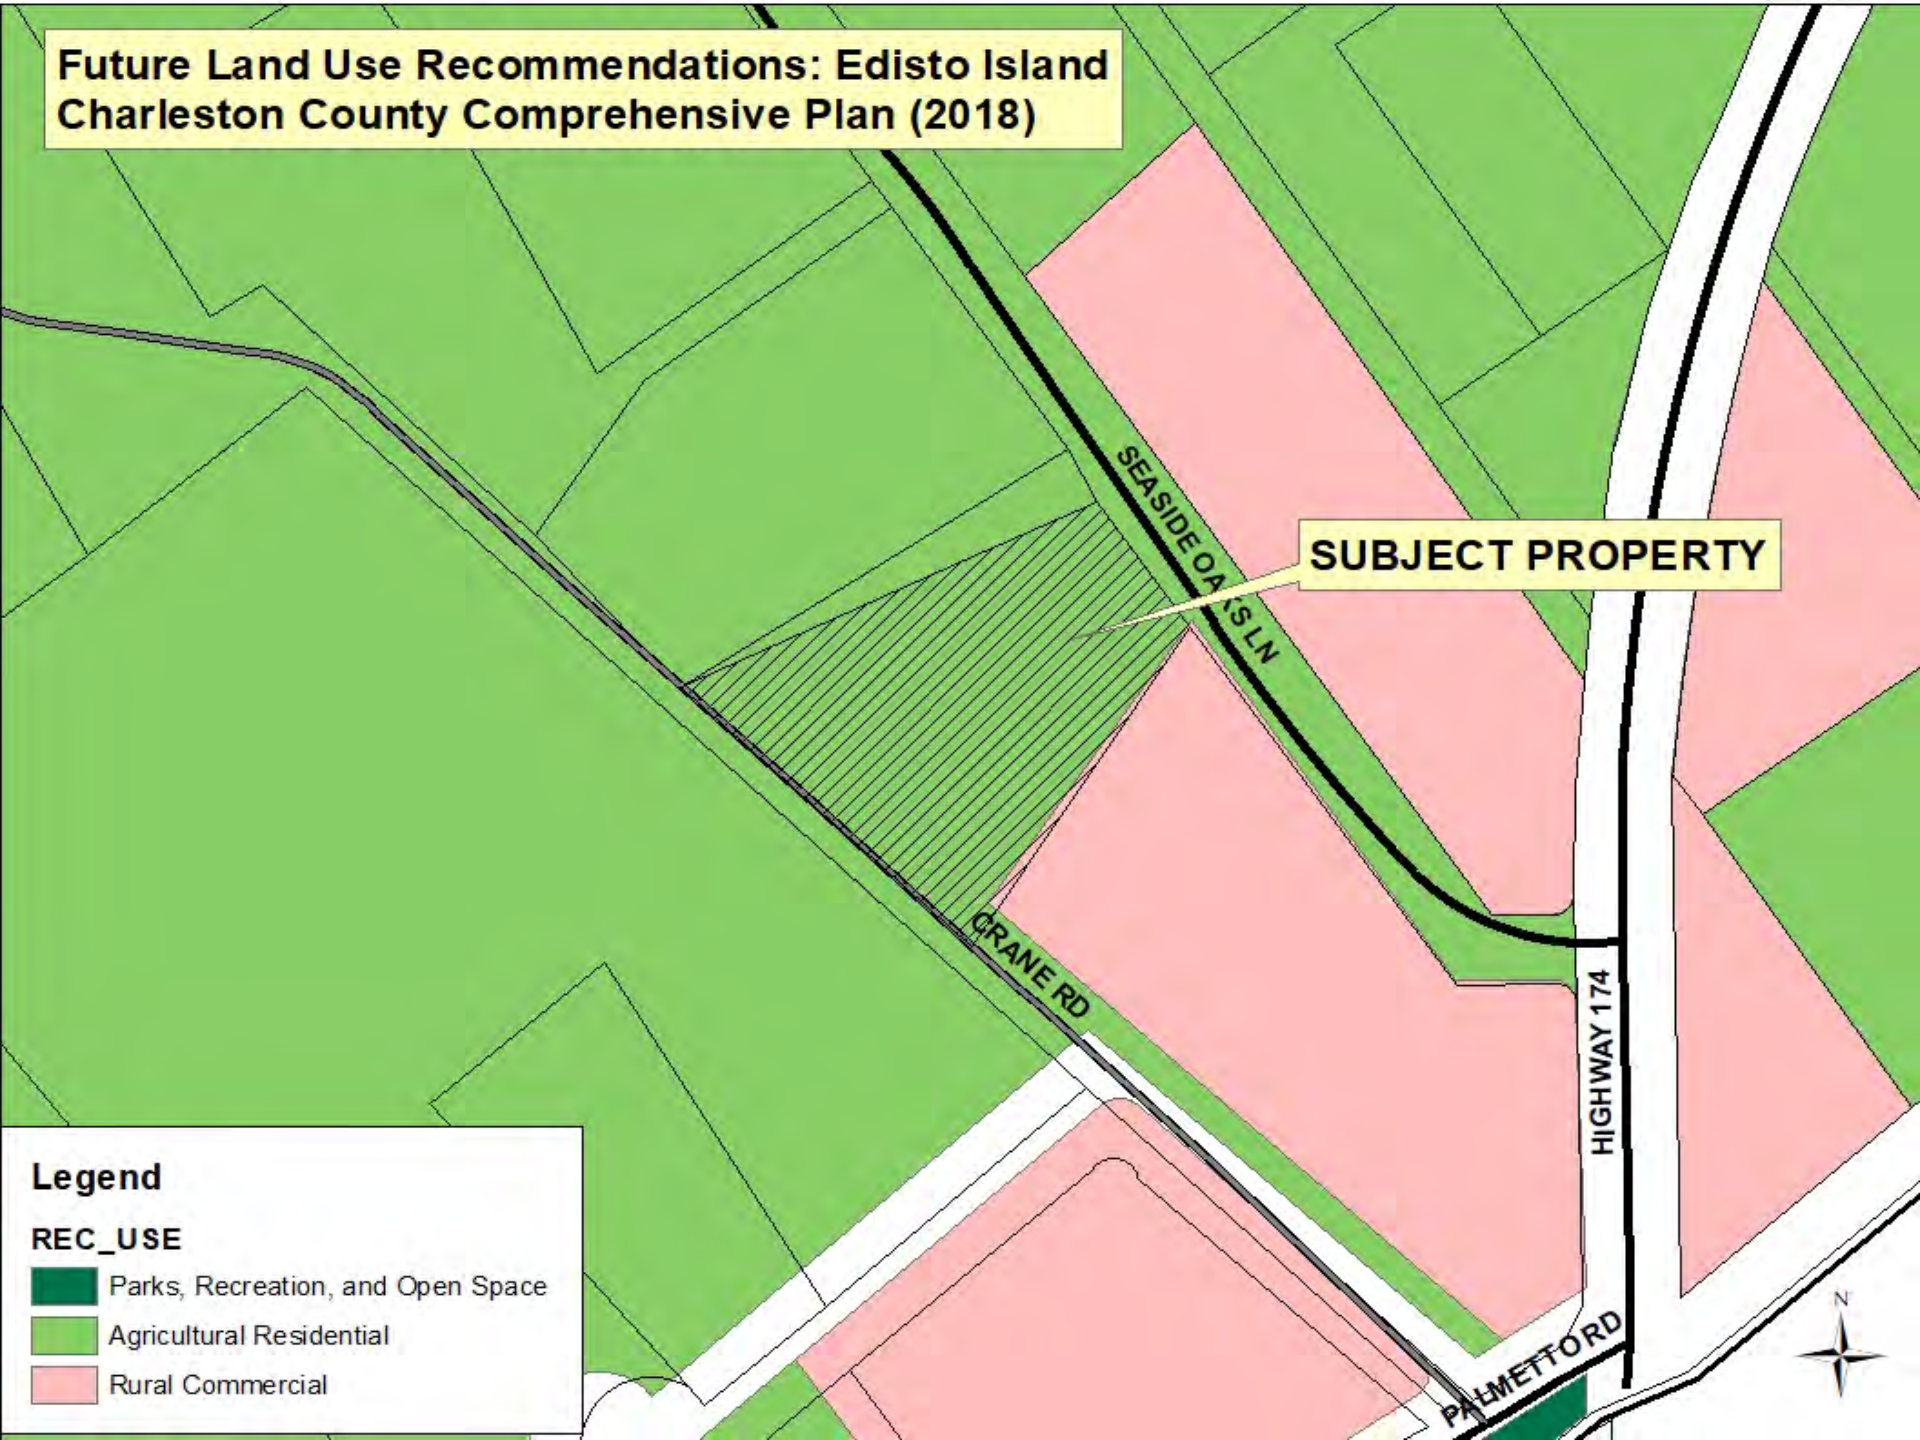 Future Land Use Recommendations: Edisto Island
Charleston County Comprehensive Plan (2018)
SEASIDE OAKS LN
SUBJECT PROPERTY
CRANE RD
HIGHWAY 174
PALMETTO RD
N
Legend
REC_USE
Parks, Recreation, and Open Space
Agricultural Residential
Rural Commercial